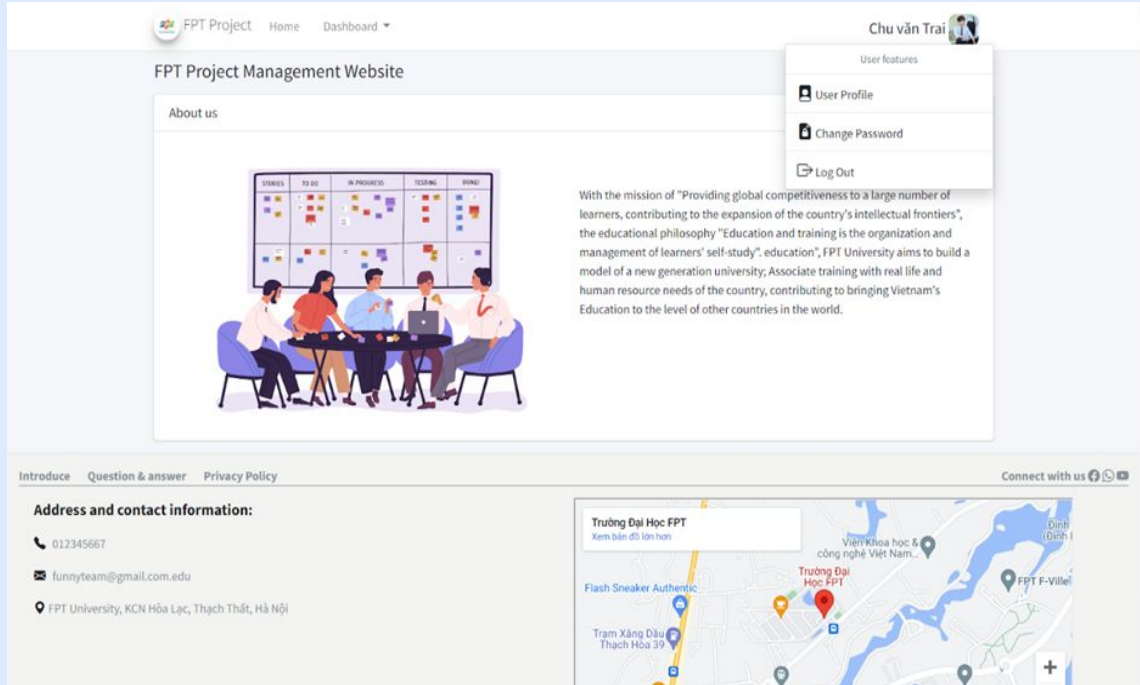 FPT Project Home Dashboard
Chu văn Trai
User features
User Profile
Change Password
Log Out
FPT Project Management Website
About us
STORIES TO DO IN PROGRESS TESTING DONE!
With the mission of "Providing global competitiveness to a large number of
learners, contributing to the expansion of the country's intellectual frontiers",
the educational philosophy "Education and training is the organization and
management of learners' self-study". education", FPT University aims to build a
model of a new generation university; Associate training with real life and
human resource needs of the country, contributing to bringing Vietnam's
Education to the level of other countries in the world.
Introduce Question & answer Privacy Policy
Connect with us
Address and contact information:
012345667
funnyteam@gmail.com.edu
FPT University, KCN Hòa Lạc, Thạch Thất, Hà Nội
Trường Đại Học FPT
Xem bản đồ lớn hơn
Viện Khoa học &
công nghệ Việt Nam...
Trường Đại
Học FPT
Flash Sneaker Authentic
Trạm Xăng Dầu
Thạch Hòa 39
FPT F-Ville
+